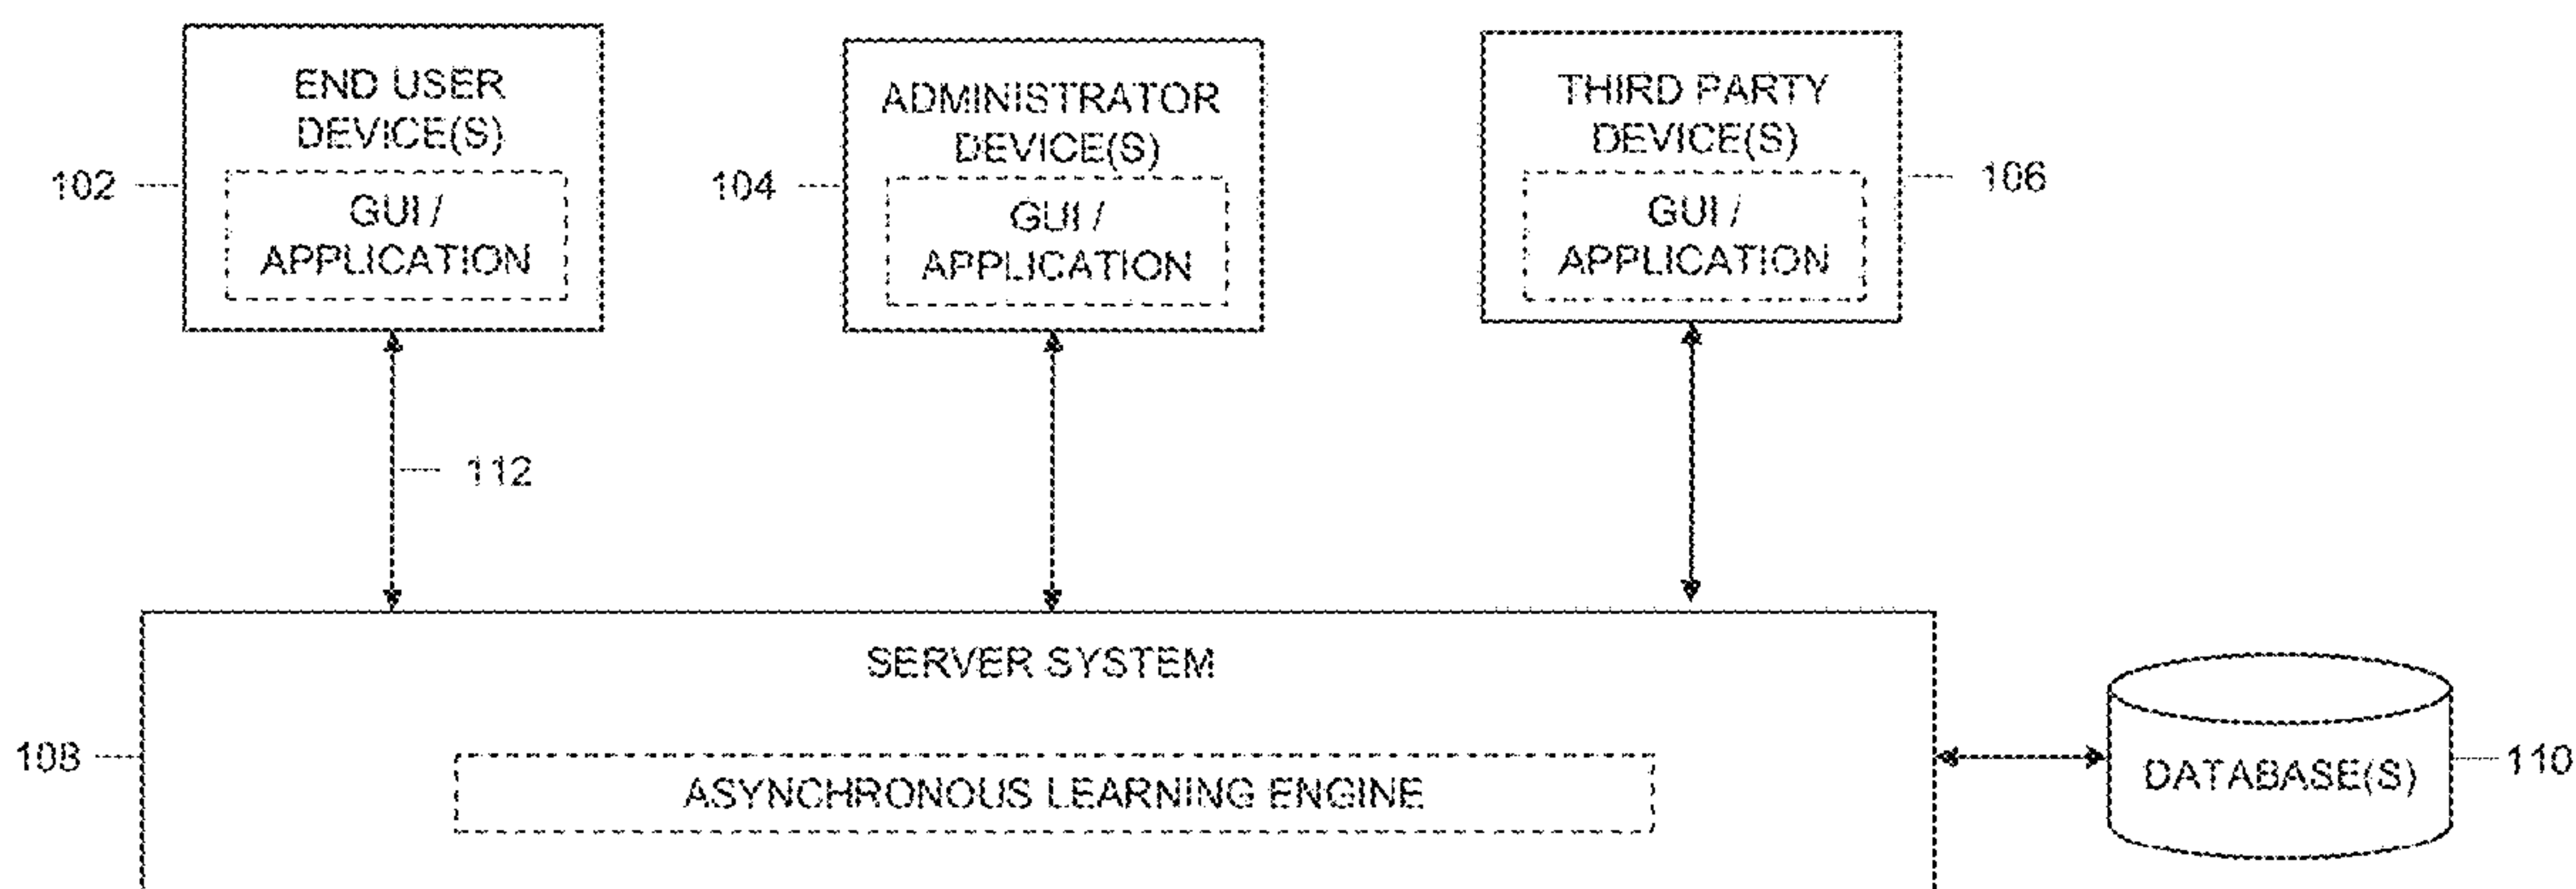 END USER
DEVICE(S)
GUI /
APPLICATION
102
ADMINISTRATOR
DEVICE(S)
GUI /
APPLICATION
104
THIRD PARTY
DEVICE(S)
GUI /
APPLICATION
106
112
SERVER SYSTEM
ASYNCHRONOUS LEARNING ENGINE
108
DATABASE(S)
110